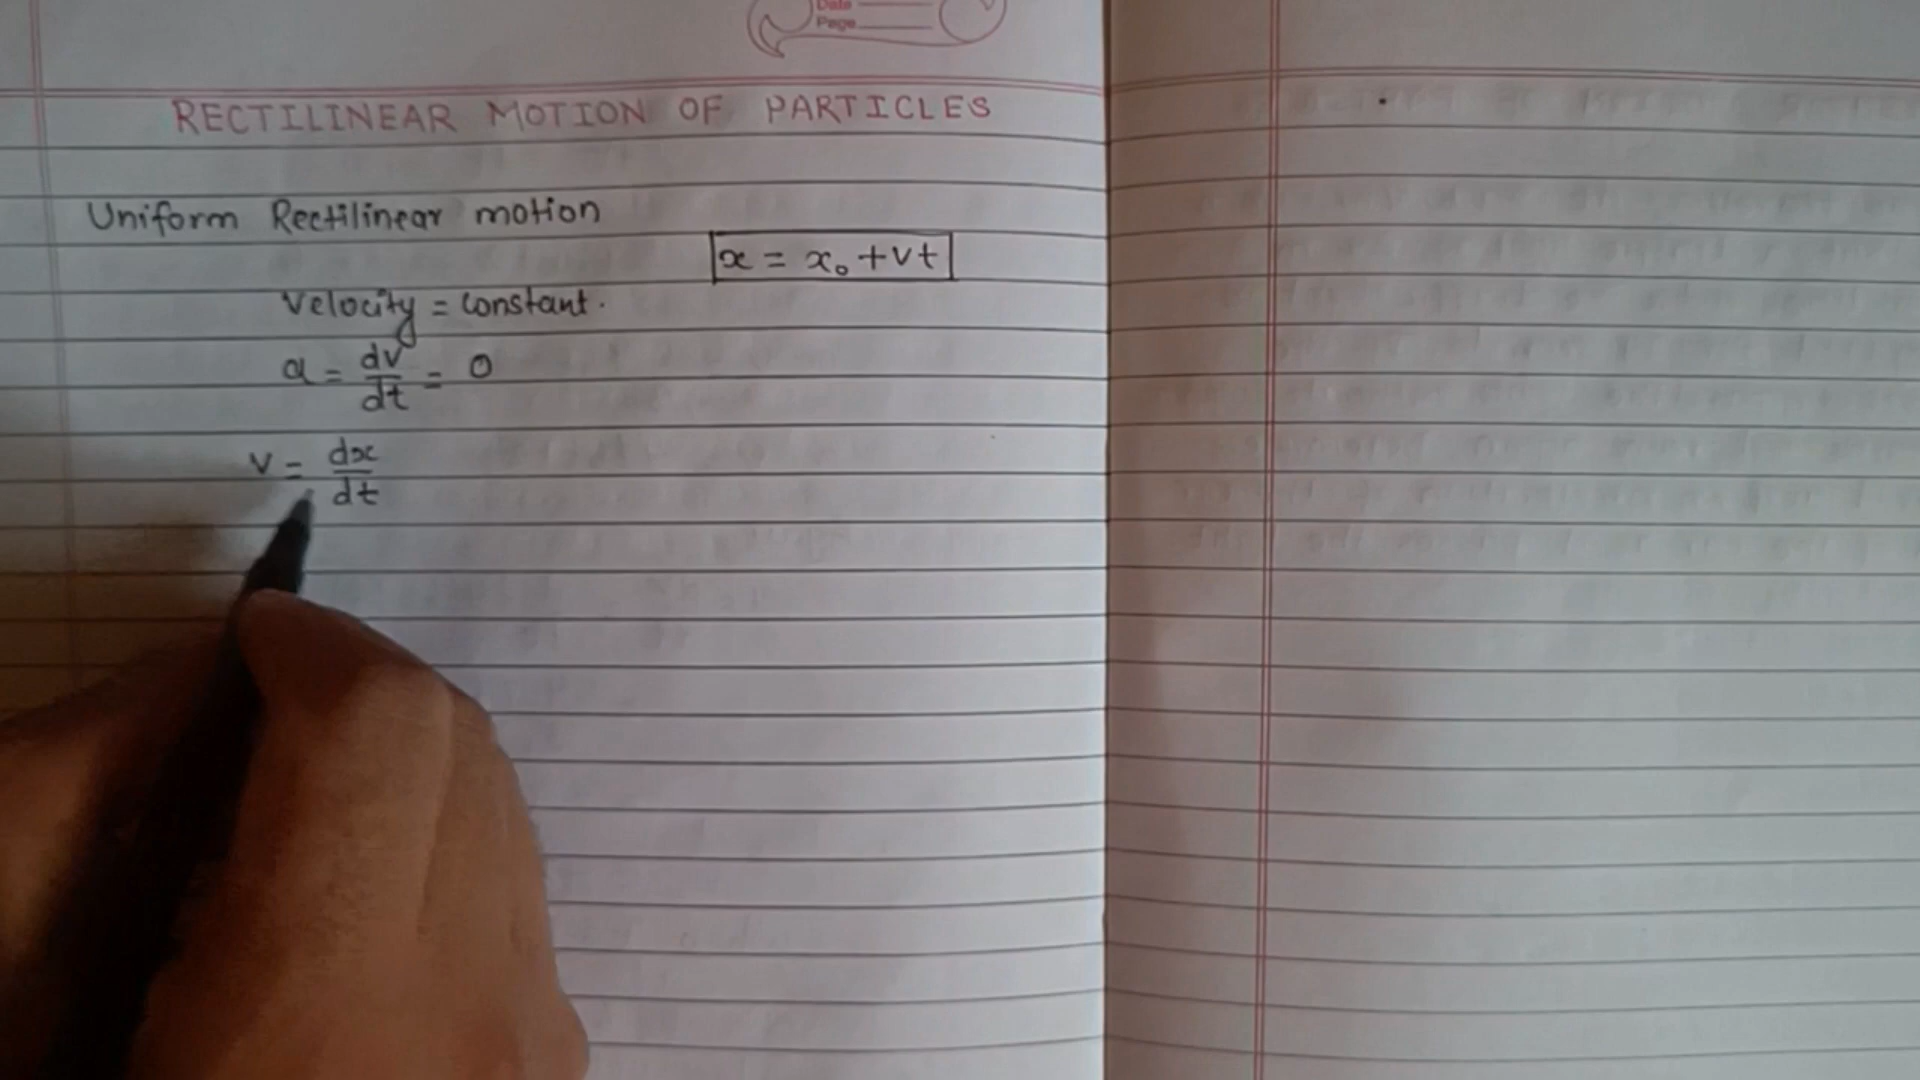 Date
Page
RECTILINEAR MOTION OF PARTICLES
Uniform Rectilinear motion
x = x₀ + vt
Velocity = constant.
a = dv/dt = 0
v = dx/dt